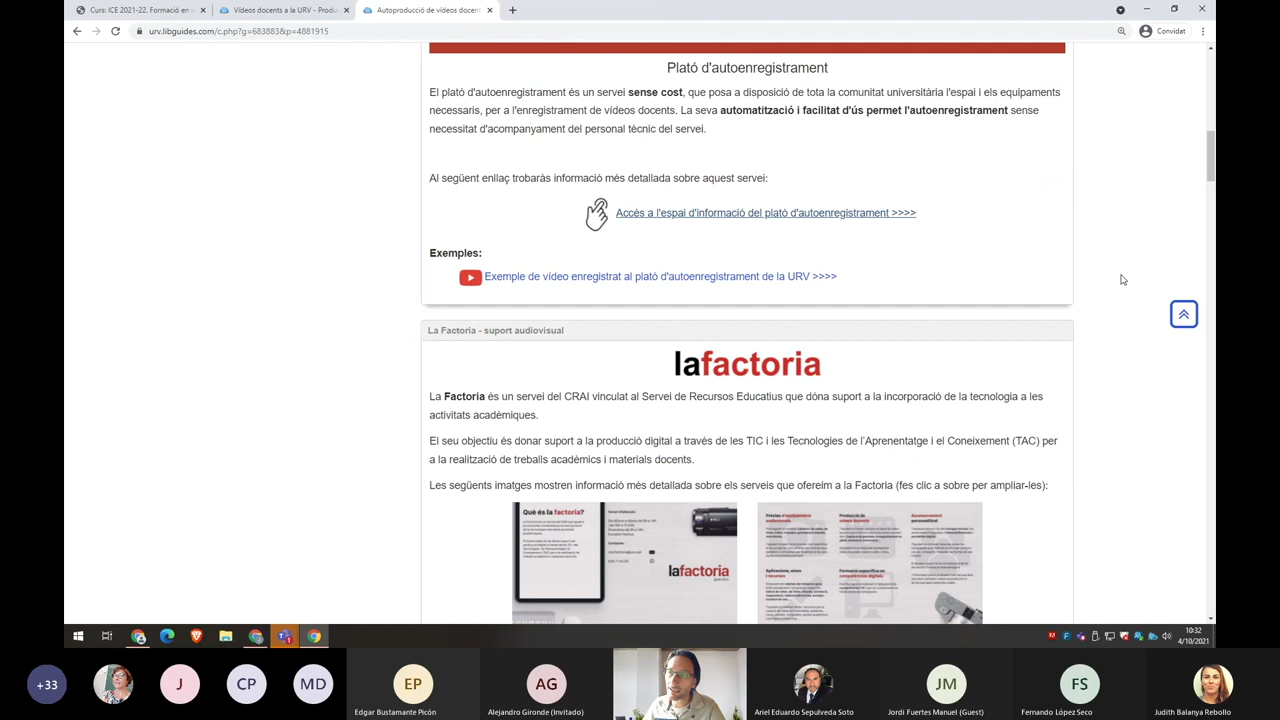 Curs: ICE 2021-22. Formació en
Vídeos docents a la URV - Produ
Autoproducció de vídeos docent
urv.libguides.com/c.php?g=683883&p=4881915
Convidat
Plató d'autoenregistrament
El plató d'autoenregistrament és un servei sense cost, que posa a disposició de tota la comunitat universitària l'espai i els equipaments
necessaris, per a l'enregistrament de vídeos docents. La seva automatització i facilitat d'ús permet l'autoenregistrament sense
necessitat d'acompanyament del personal tècnic del servei.
Al següent enllaç trobaràs informació més detallada sobre aquest servei:
Accés a l'espai d'informació del plató d'autoenregistrament >>>>
Exemples:
Exemple de vídeo enregistrat al plató d'autoenregistrament de la URV >>>>
La Factoria - suport audiovisual
lafactoria
La Factoria és un servei del CRAI vinculat al Servei de Recursos Educatius que dóna suport a la incorporació de la tecnologia a les
activitats acadèmiques.
El seu objectiu és donar suport a la producció digital a través de les TIC i les Tecnologies de l'Aprenentatge i el Coneixement (TAC) per
a la realització de treballs acadèmics i materials docents.
Les següents imatges mostren informació més detallada sobre els serveis que ofereim a la Factoria (fes clic a sobre per ampliar-les):
Què és la factoria?
lafactoria
10:32
4/10/2021
+33
J
CP
MD
EP
AG
JM
FS
Edgar Bustamante Picón
Alejandro Gironde (Invitado)
Ariel Eduardo Sepulveda Soto
Jordi Fuertes Manuel (Guest)
Fernando López Seco
Judith Balanya Rebollo